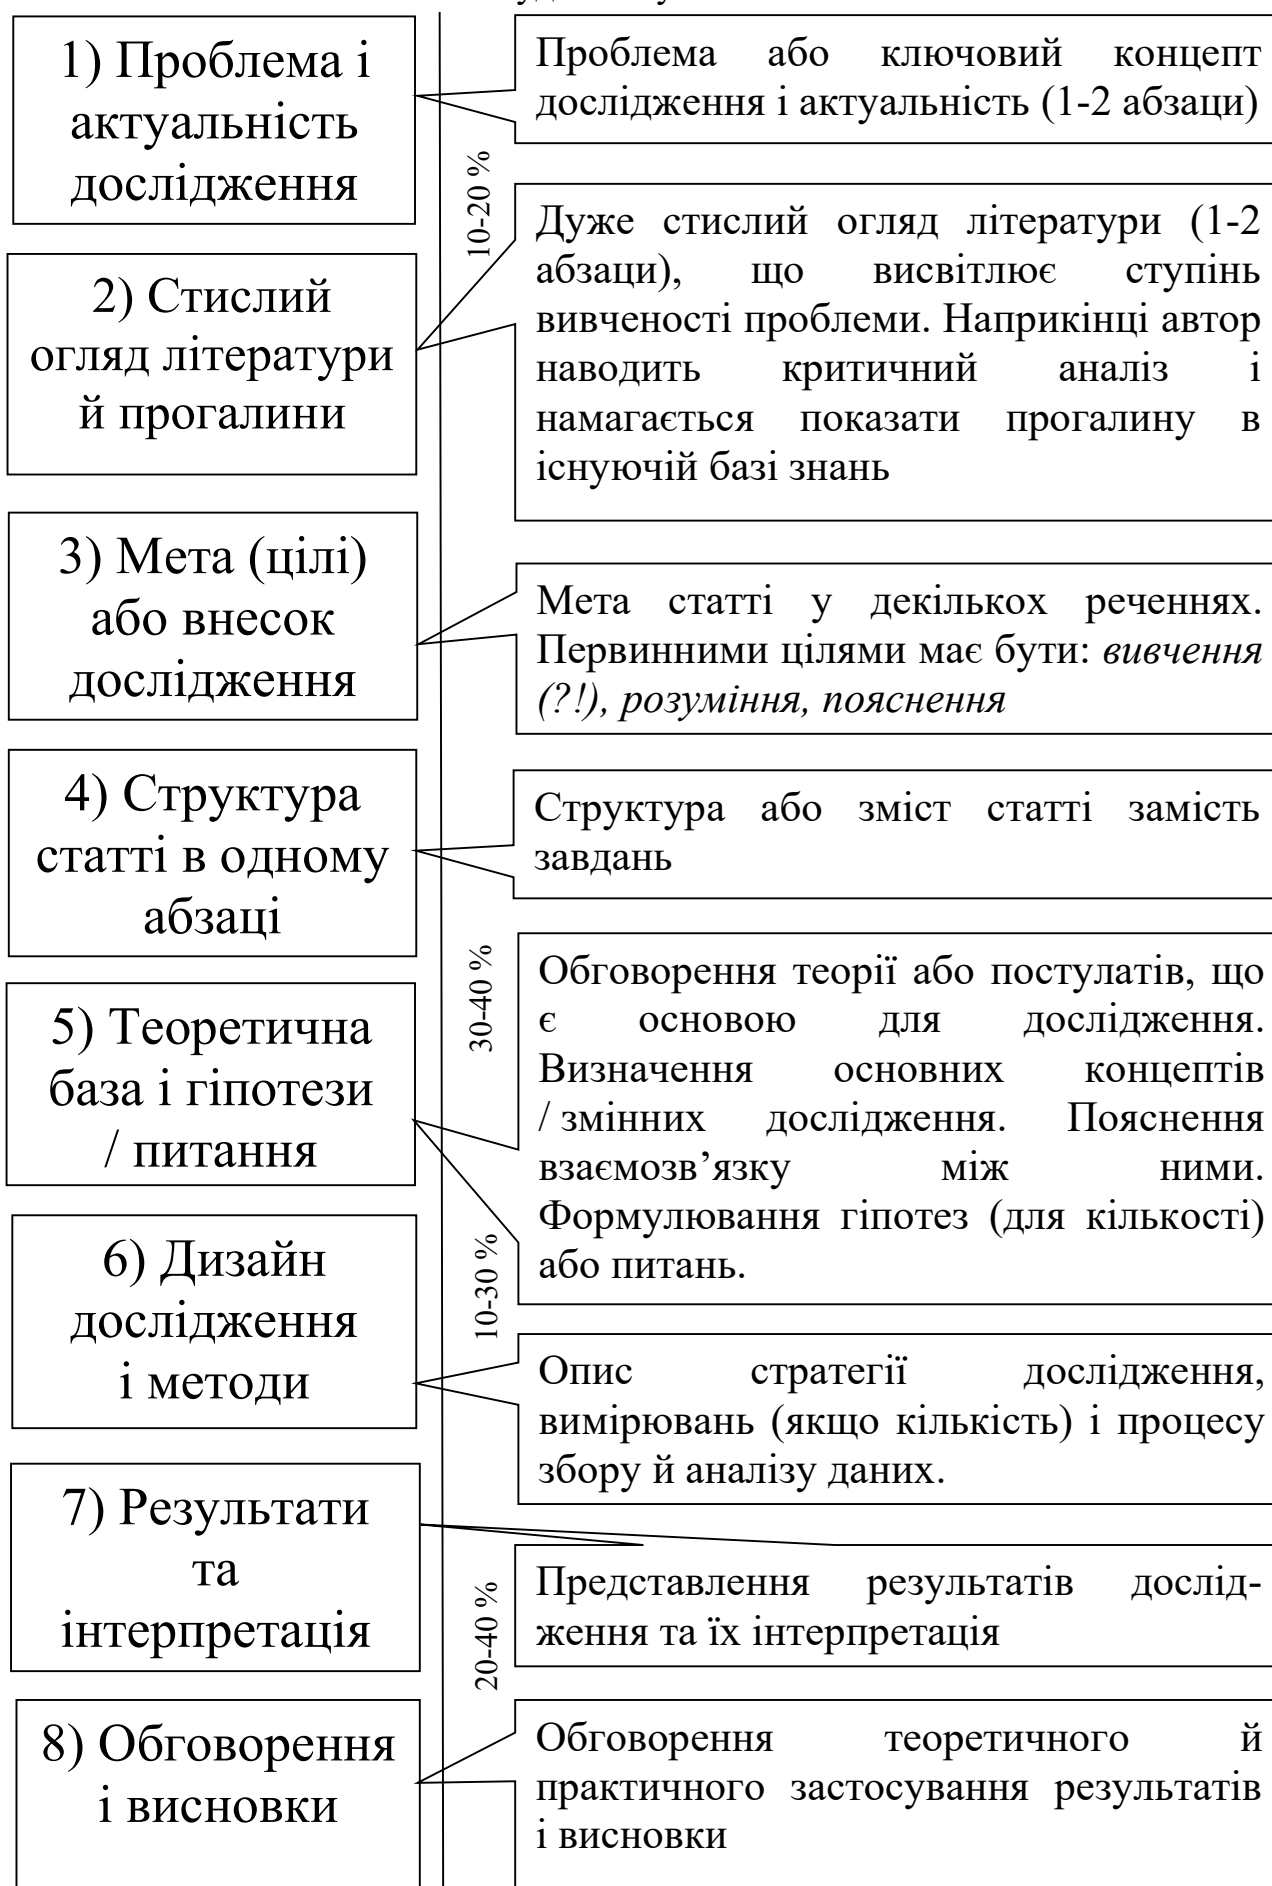 1) Проблема і
актуальність
дослідження
Проблема або ключовий концепт
дослідження і актуальність (1-2 абзаци)
10-20 %
2) Стислий
огляд літератури
й прогалини
Дуже стислий огляд літератури (1-2
абзаци), що висвітлює ступінь
вивченості проблеми. Наприкінці автор
наводить критичний аналіз і
намагається показати прогалину в
існуючій базі знань
3) Мета (цілі)
або внесок
дослідження
Мета статті у декількох реченнях.
Первинними цілями має бути: вивчення
(?!), розуміння, пояснення
4) Структура
статті в одному
абзаці
Структура або зміст статті замість
завдань
30-40 %
5) Теоретична
база і гіпотези
/ питання
Обговорення теорії або постулатів, що
є основою для дослідження.
Визначення основних концептів
/ змінних дослідження. Пояснення
взаємозв’язку між ними.
Формулювання гіпотез (для кількості)
або питань.
10-30 %
6) Дизайн
дослідження
і методи
Опис стратегії дослідження,
вимірювань (якщо кількість) і процесу
збору й аналізу даних.
7) Результати
та
інтерпретація
Представлення результатів дослід-
ження та їх інтерпретація
20-40 %
8) Обговорення
і висновки
Обговорення теоретичного й
практичного застосування результатів
і висновки